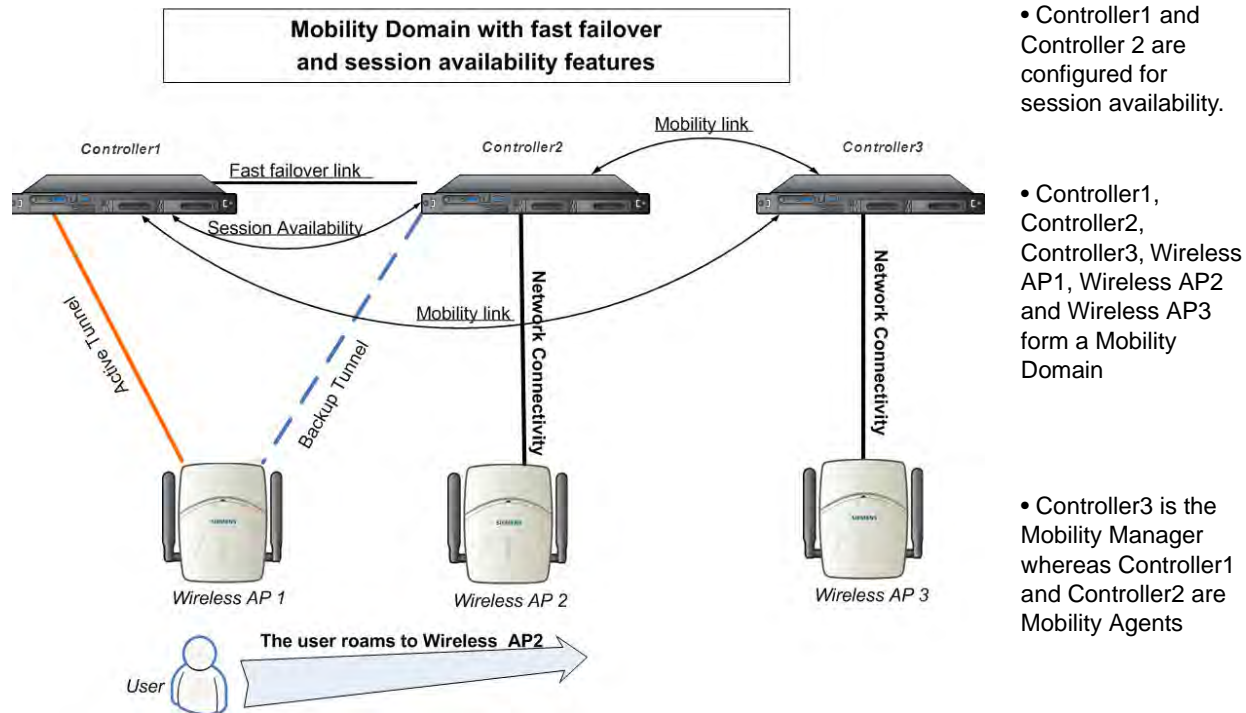 Mobility Domain with fast failover
and session availability features
• Controller1 and
Controller 2 are
configured for
session availability.
• Controller1,
Controller2,
Controller3, Wireless
AP1, Wireless AP2
and Wireless AP3
form a Mobility
Domain
• Controller3 is the
Mobility Manager
whereas Controller1
and Controller2 are
Mobility Agents
Controller1
Controller2
Controller3
Mobility link
Fast failover link
Session Availability
Mobility link
Active Tunnel
Backup Tunnel
Network Connectivity
Network Connectivity
SIEMENS
SIEMENS
SIEMENS
Wireless AP 1
Wireless AP 2
Wireless AP 3
The user roams to Wireless AP2
User